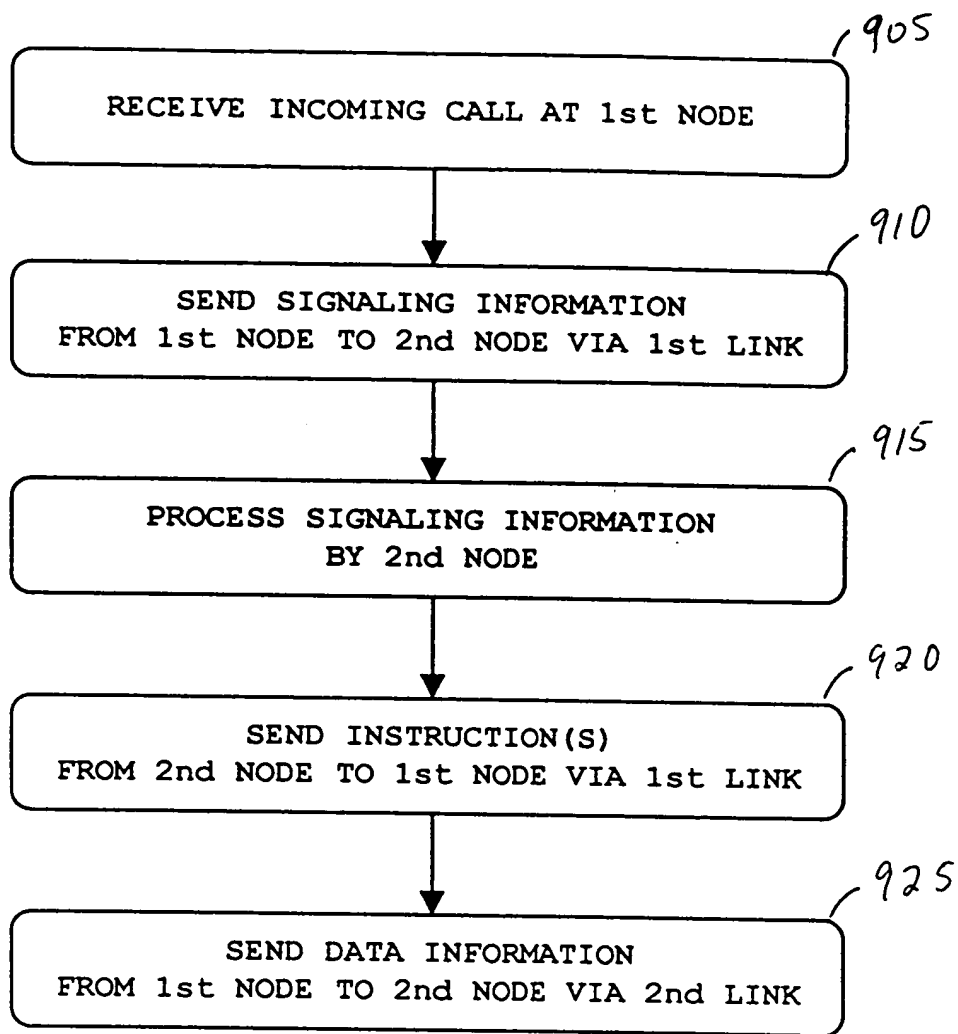 905
RECEIVE INCOMING CALL AT 1st NODE
910
SEND SIGNALING INFORMATION
FROM 1st NODE TO 2nd NODE VIA 1st LINK
915
PROCESS SIGNALING INFORMATION
BY 2nd NODE
920
SEND INSTRUCTION(S)
FROM 2nd NODE TO 1st NODE VIA 1st LINK
925
SEND DATA INFORMATION
FROM 1st NODE TO 2nd NODE VIA 2nd LINK